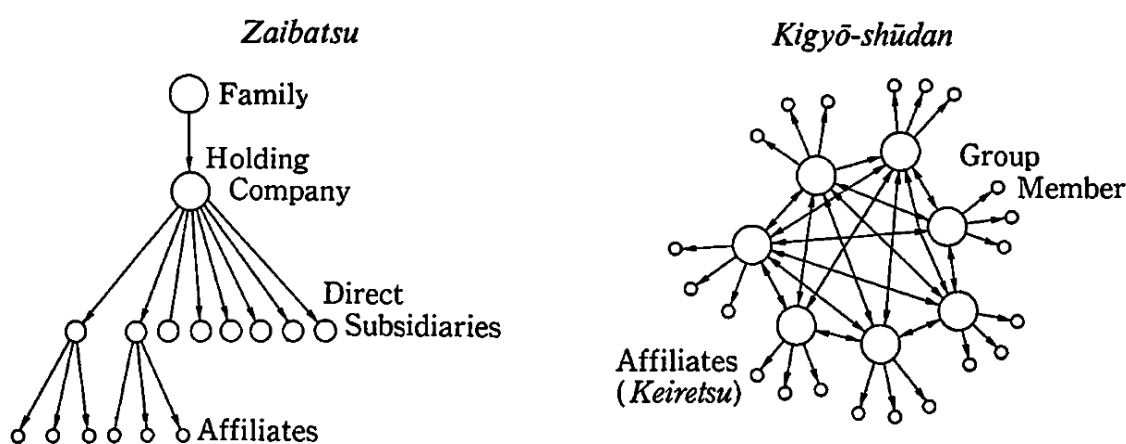 Zaibatsu
Family
Holding
Company
Direct
Subsidiaries
Affiliates
Kigyō-shūdan
Group
Member
Affiliates
(Keiretsu)